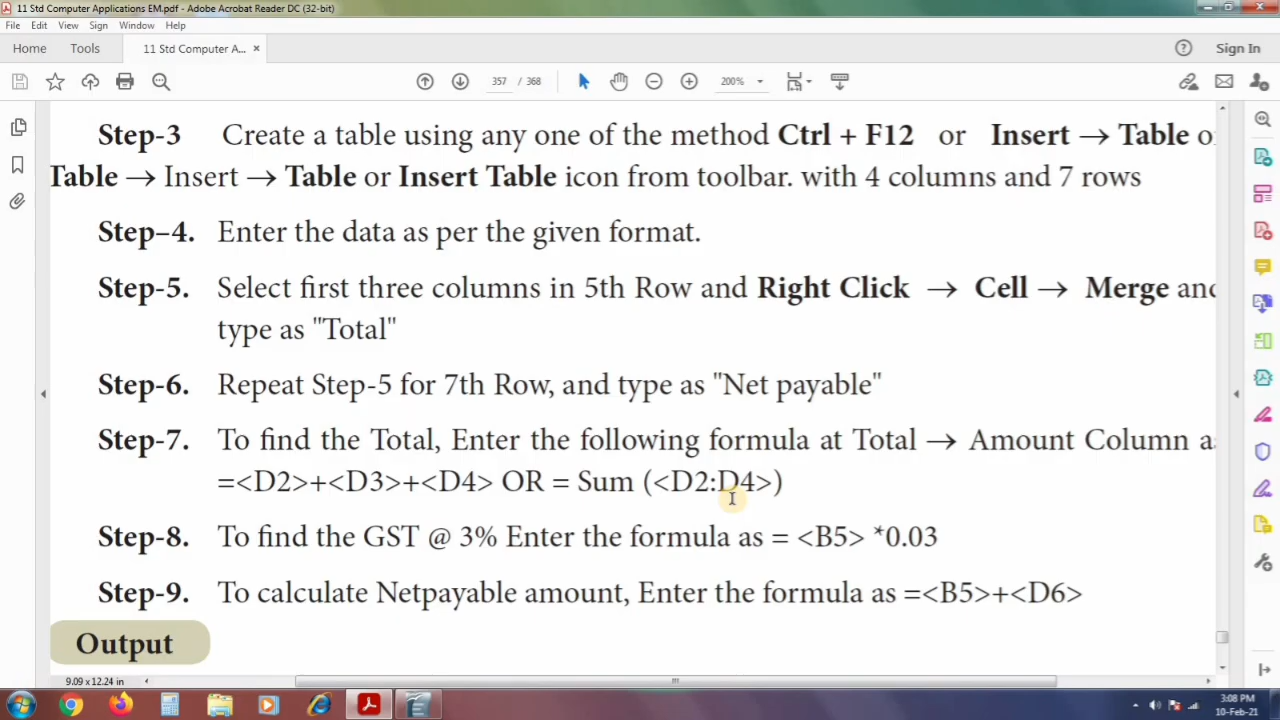 11 Std Computer Applications EM.pdf - Adobe Acrobat Reader DC (32-bit)
File Edit View Sign Window Help
Home Tools 11 Std Computer A... × Sign In
357 / 368 200%
Step-3 Create a table using any one of the method Ctrl + F12 or Insert → Table o
Table → Insert → Table or Insert Table icon from toolbar. with 4 columns and 7 rows
Step–4. Enter the data as per the given format.
Step-5. Select first three columns in 5th Row and Right Click → Cell → Merge and
type as "Total"
Step-6. Repeat Step-5 for 7th Row, and type as "Net payable"
Step-7. To find the Total, Enter the following formula at Total → Amount Column as
=<D2>+<D3>+<D4> OR = Sum (<D2:D4>)
Step-8. To find the GST @ 3% Enter the formula as = <B5> *0.03
Step-9. To calculate Netpayable amount, Enter the formula as =<B5>+<D6>
Output
9.09 x 12.24 in
3:08 PM
10-Feb-21